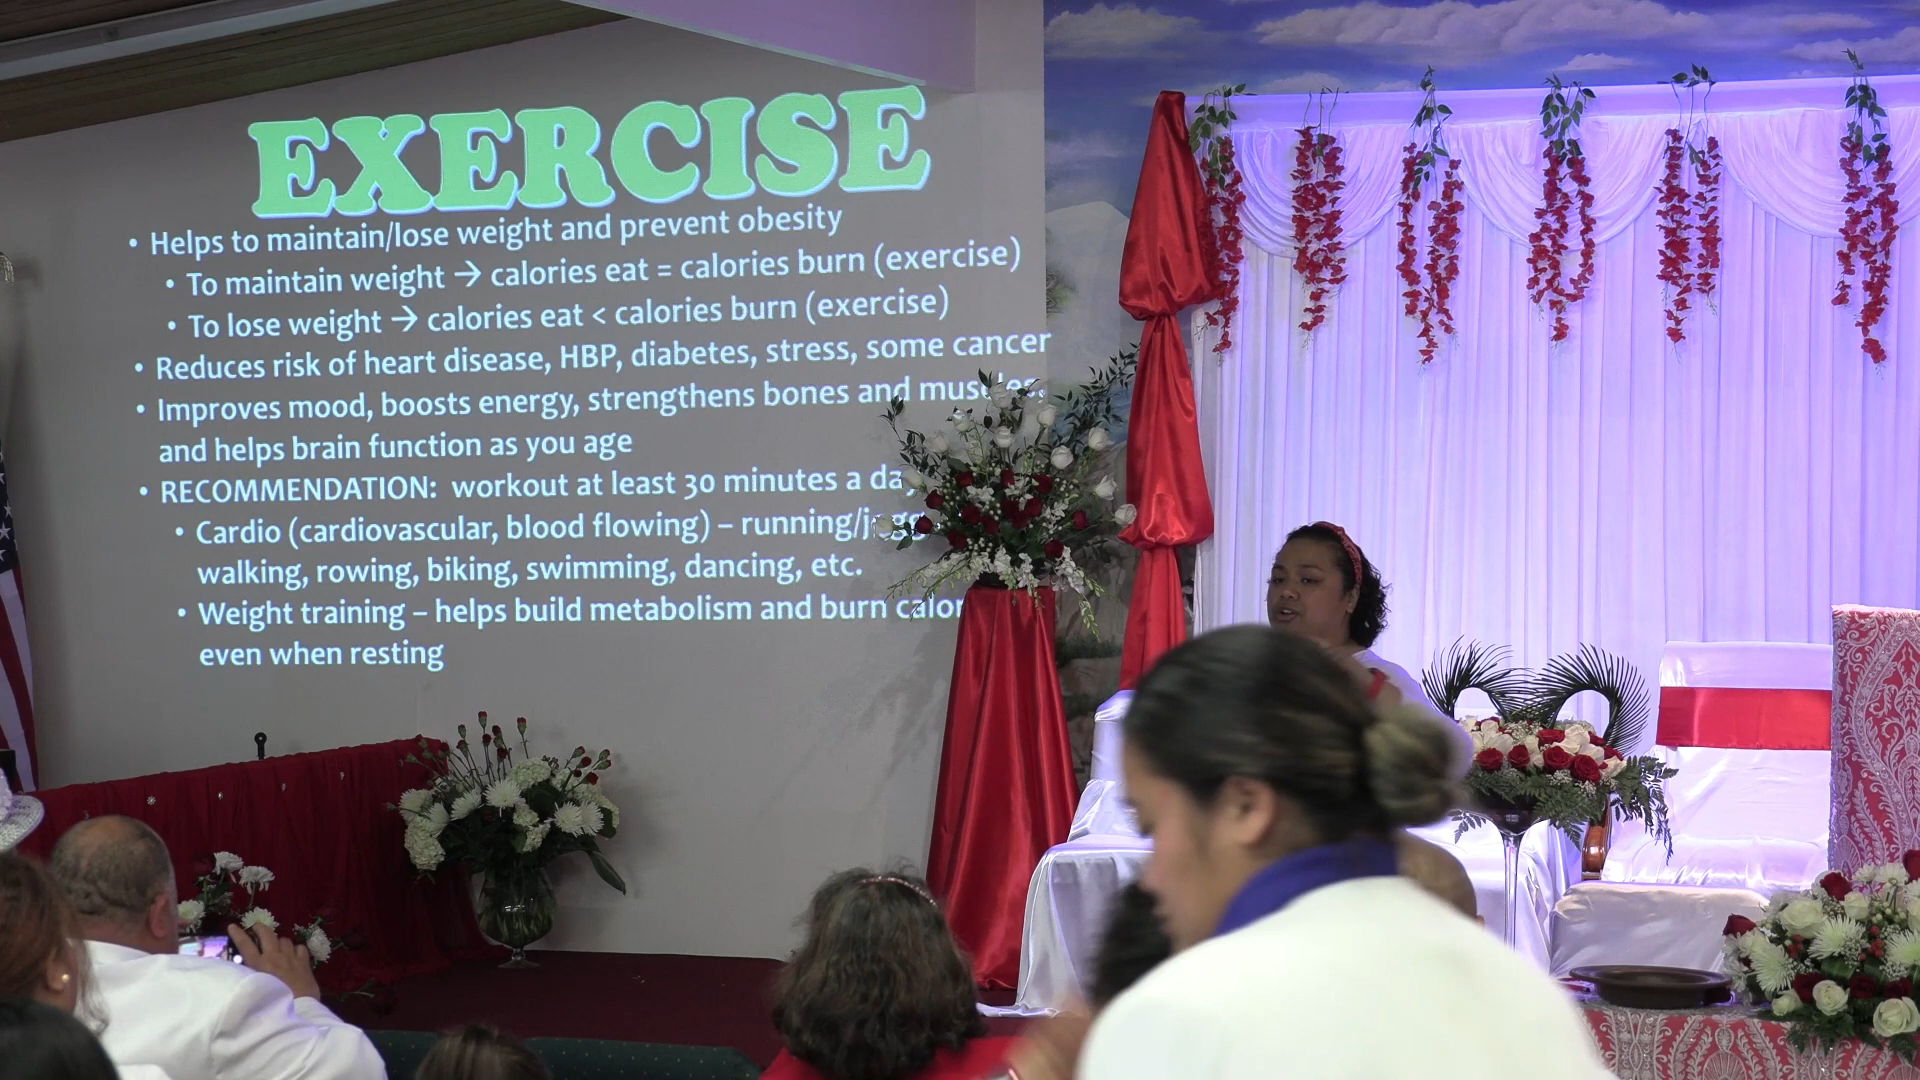 EXERCISE
• Helps to maintain/lose weight and prevent obesity
• To maintain weight → calories eat = calories burn (exercise)
• To lose weight → calories eat < calories burn (exercise)
• Reduces risk of heart disease, HBP, diabetes, stress, some cancer
• Improves mood, boosts energy, strengthens bones and muscles,
and helps brain function as you age
• RECOMMENDATION: workout at least 30 minutes a day
• Cardio (cardiovascular, blood flowing) – running/
walking, rowing, biking, swimming, dancing, etc.
• Weight training – helps build metabolism and burn
even when resting